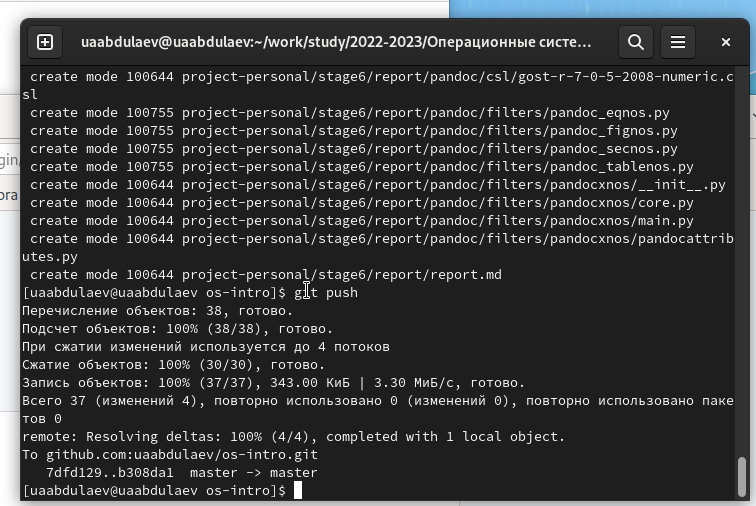 uaabdulaev@uaabdulaev:~/work/study/2022-2023/Операционные систе...
create mode 100644 project-personal/stage6/report/pandoc/csl/gost-r-7-0-5-2008-numeric.c
sl
create mode 100755 project-personal/stage6/report/pandoc/filters/pandoc_eqnos.py
create mode 100755 project-personal/stage6/report/pandoc/filters/pandoc_fignos.py
create mode 100755 project-personal/stage6/report/pandoc/filters/pandoc_secnos.py
create mode 100755 project-personal/stage6/report/pandoc/filters/pandoc_tablenos.py
create mode 100644 project-personal/stage6/report/pandoc/filters/pandocxnos/__init__.py
create mode 100644 project-personal/stage6/report/pandoc/filters/pandocxnos/core.py
create mode 100644 project-personal/stage6/report/pandoc/filters/pandocxnos/main.py
create mode 100644 project-personal/stage6/report/pandoc/filters/pandocxnos/pandocattrib
utes.py
create mode 100644 project-personal/stage6/report/report.md
[uaabdulaev@uaabdulaev os-intro]$ git push
Перечисление объектов: 38, готово.
Подсчет объектов: 100% (38/38), готово.
При сжатии изменений используется до 4 потоков
Сжатие объектов: 100% (30/30), готово.
Запись объектов: 100% (37/37), 343.00 КиБ | 3.30 МиБ/с, готово.
Всего 37 (изменений 4), повторно использовано 0 (изменений 0), повторно использовано паке
тов 0
remote: Resolving deltas: 100% (4/4), completed with 1 local object.
To github.com:uaabdulaev/os-intro.git
7dfd129..b308da1  master -> master
[uaabdulaev@uaabdulaev os-intro]$
gin/
ora